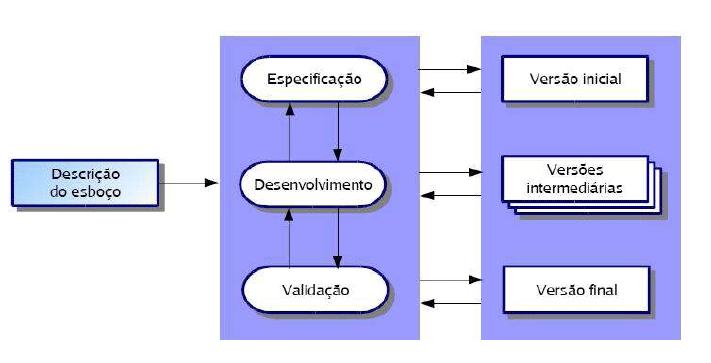 Especificação
Versão inicial
Descrição
do esboço
Desenvolvimento
Versões
intermediárias
Validação
Versão final